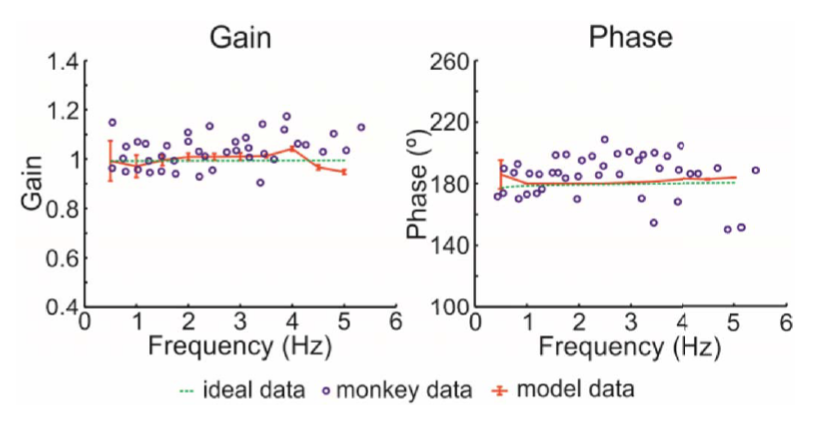 Gain
1.4
1.2
1
0.8
0.6
0.4
Gain
0 1 2 3 4 5 6
Frequency (Hz)
Phase
260
220
180
140
100
Phase (º)
0 1 2 3 4 5 6
Frequency (Hz)
ideal data monkey data model data